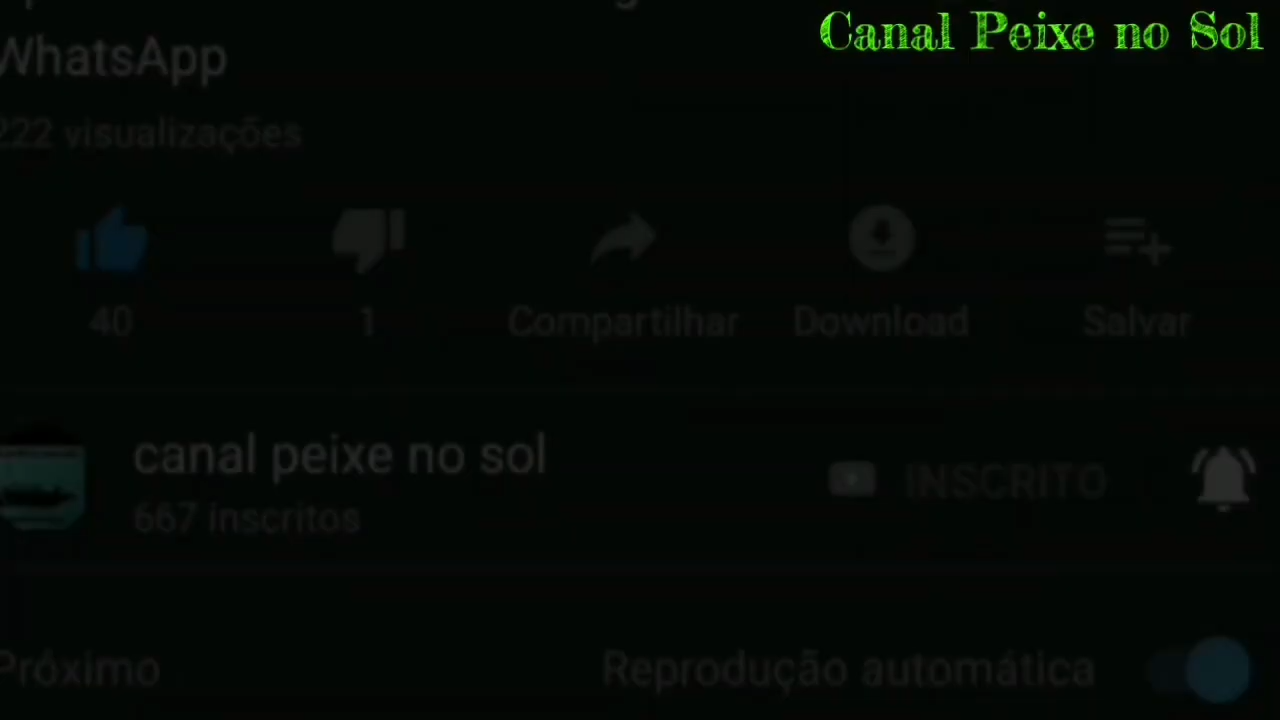 Canal Peixe no Sol
WhatsApp
222 visualizações
40
1
Compartilhar
Download
Salvar
canal peixe no sol
667 inscritos
INSCRITO
Próximo
Reprodução automática